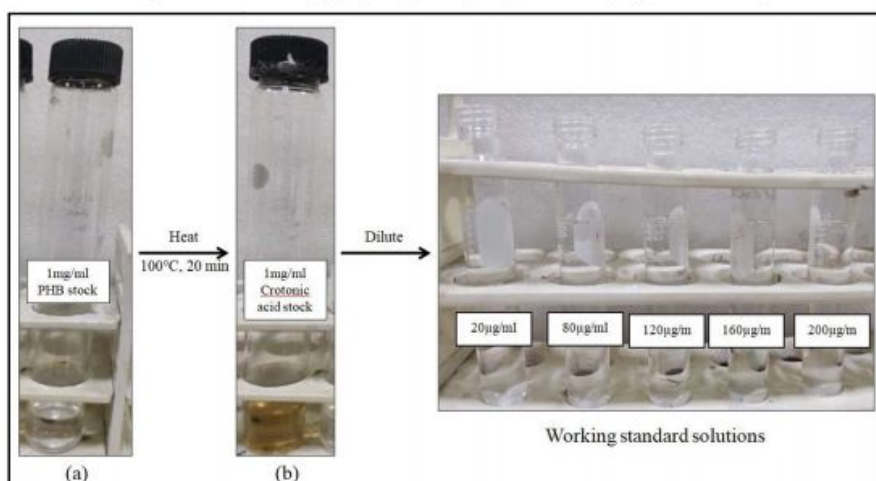 1mg/ml
PHB stock
(a)
Heat
100°C, 20 min
1mg/ml
Crotonic
acid stock
(b)
Dilute
20µg/ml
80µg/ml
120µg/m
160µg/m
200µg/m
Working standard solutions